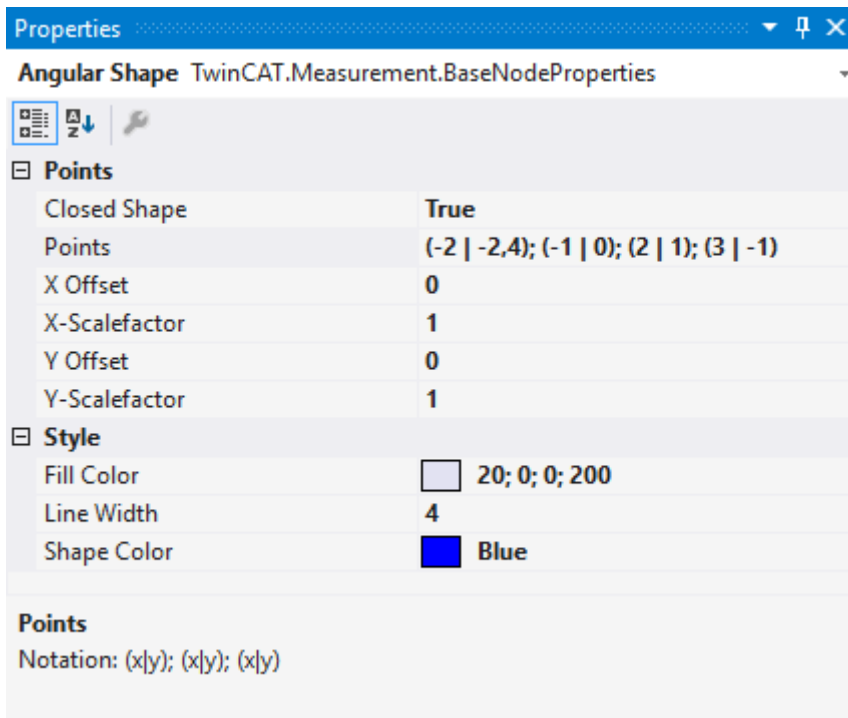 Properties
Angular Shape TwinCAT.Measurement.BaseNodeProperties
Points
Closed Shape True
Points (-2 | -2,4); (-1 | 0); (2 | 1); (3 | -1)
X Offset 0
X-Scalefactor 1
Y Offset 0
Y-Scalefactor 1
Style
Fill Color 20; 0; 0; 200
Line Width 4
Shape Color Blue
Points
Notation: (x|y); (x|y); (x|y)